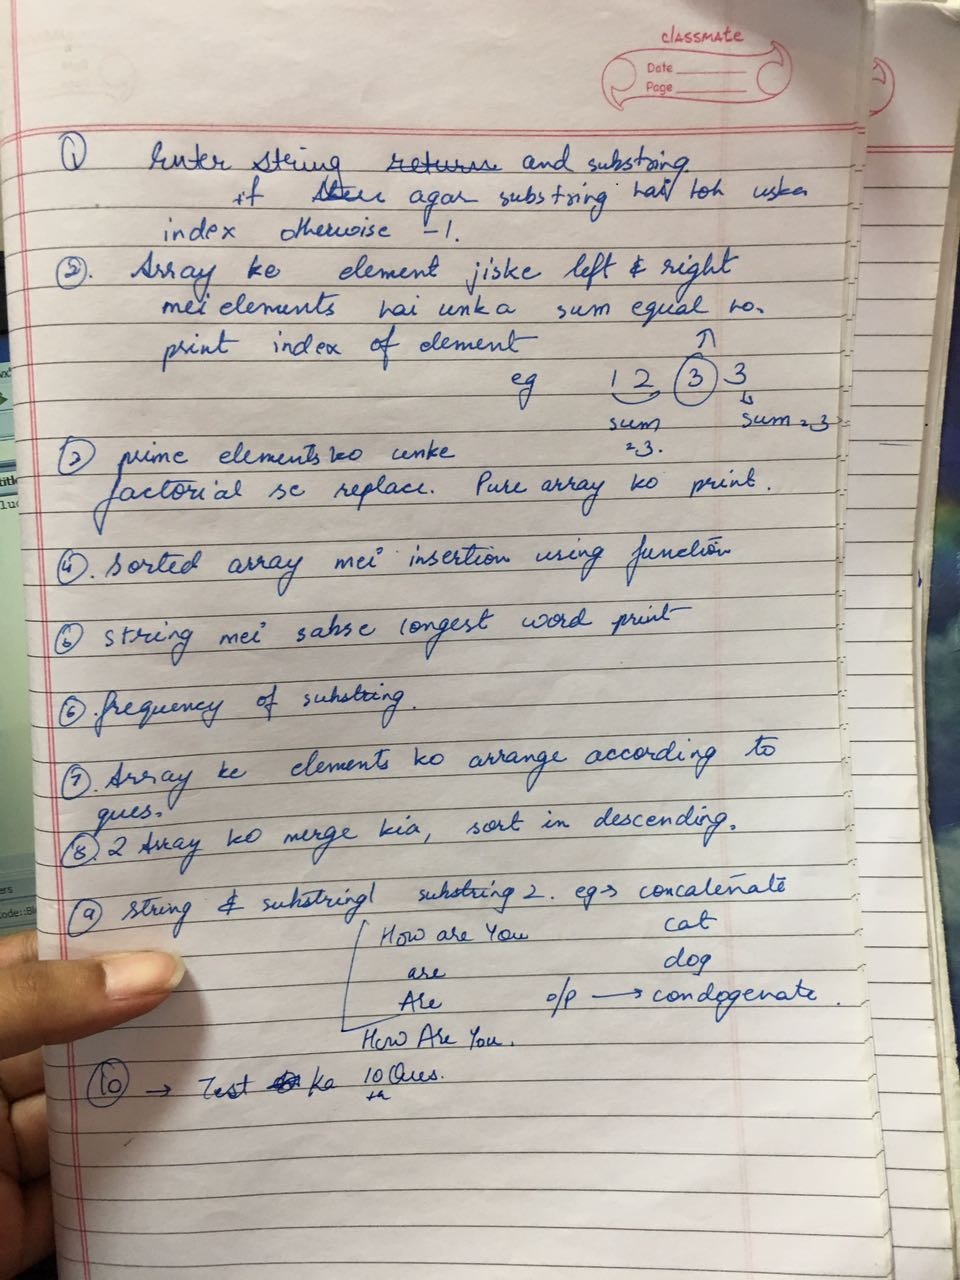 classmate
Date
Page
① Enter string return and substring.
if agar substring hai toh uska
index otherwise -1.
②. Array ke element jiske left & right
mei elements hai unka sum equal ho.
print index of element
eg 1 2 ③ 3
sum sum = 3
= 3.
③ prime elements ko unke
factorial se replace. Pure array ko print.
④. Sorted array mei insertion using function
⑤ string mei sabse longest word print
⑥. frequency of substring.
⑦. Array ke elements ko arrange according to
ques.
⑧. 2 Array ko merge kia, sort in descending.
⑨ string & substring1 substring 2. eg→ concatenate
How are You cat
are dog
Are o/p → condogenate.
How Are You.
⑩ → Test ka 10 Ques.
th